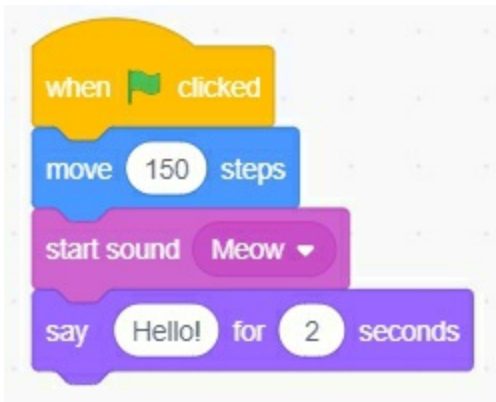 when clicked
move 150 steps
start sound Meow
say Hello! for 2 seconds